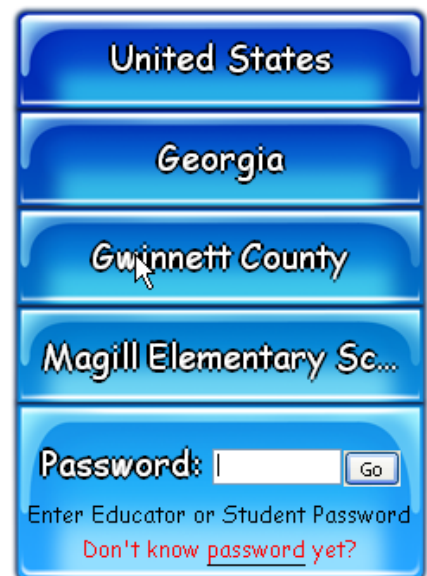 United States
Georgia
Gwinnett County
Magill Elementary Sc...
Password: Go
Enter Educator or Student Password
Don't know password yet?